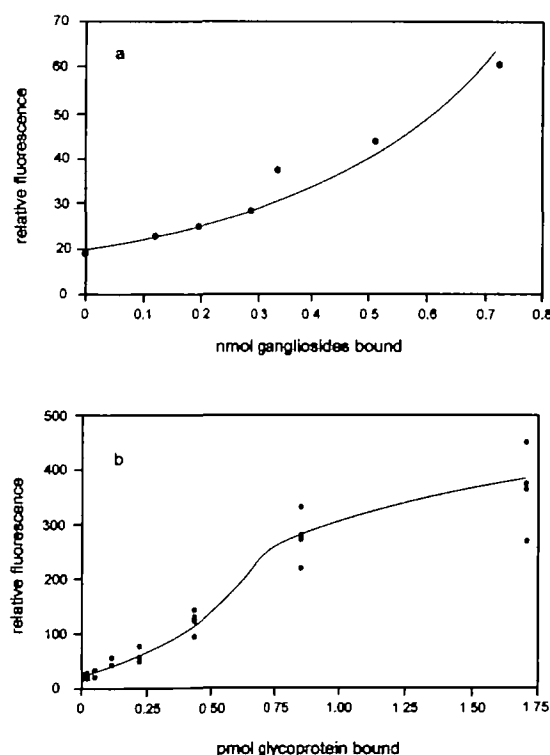 70
a
60
50
40
30
20
0
relative fluorescence
0 0 1 0 2 0 3 0 4 0 5 0.6 0.7 0.8
nmol gangliosides bound
500
b
400
300
200
100
0
relative fluorescence
0 0 25 0 50 0 75 1.00 1.25 1 50 1 75
pmol glycoprotein bound